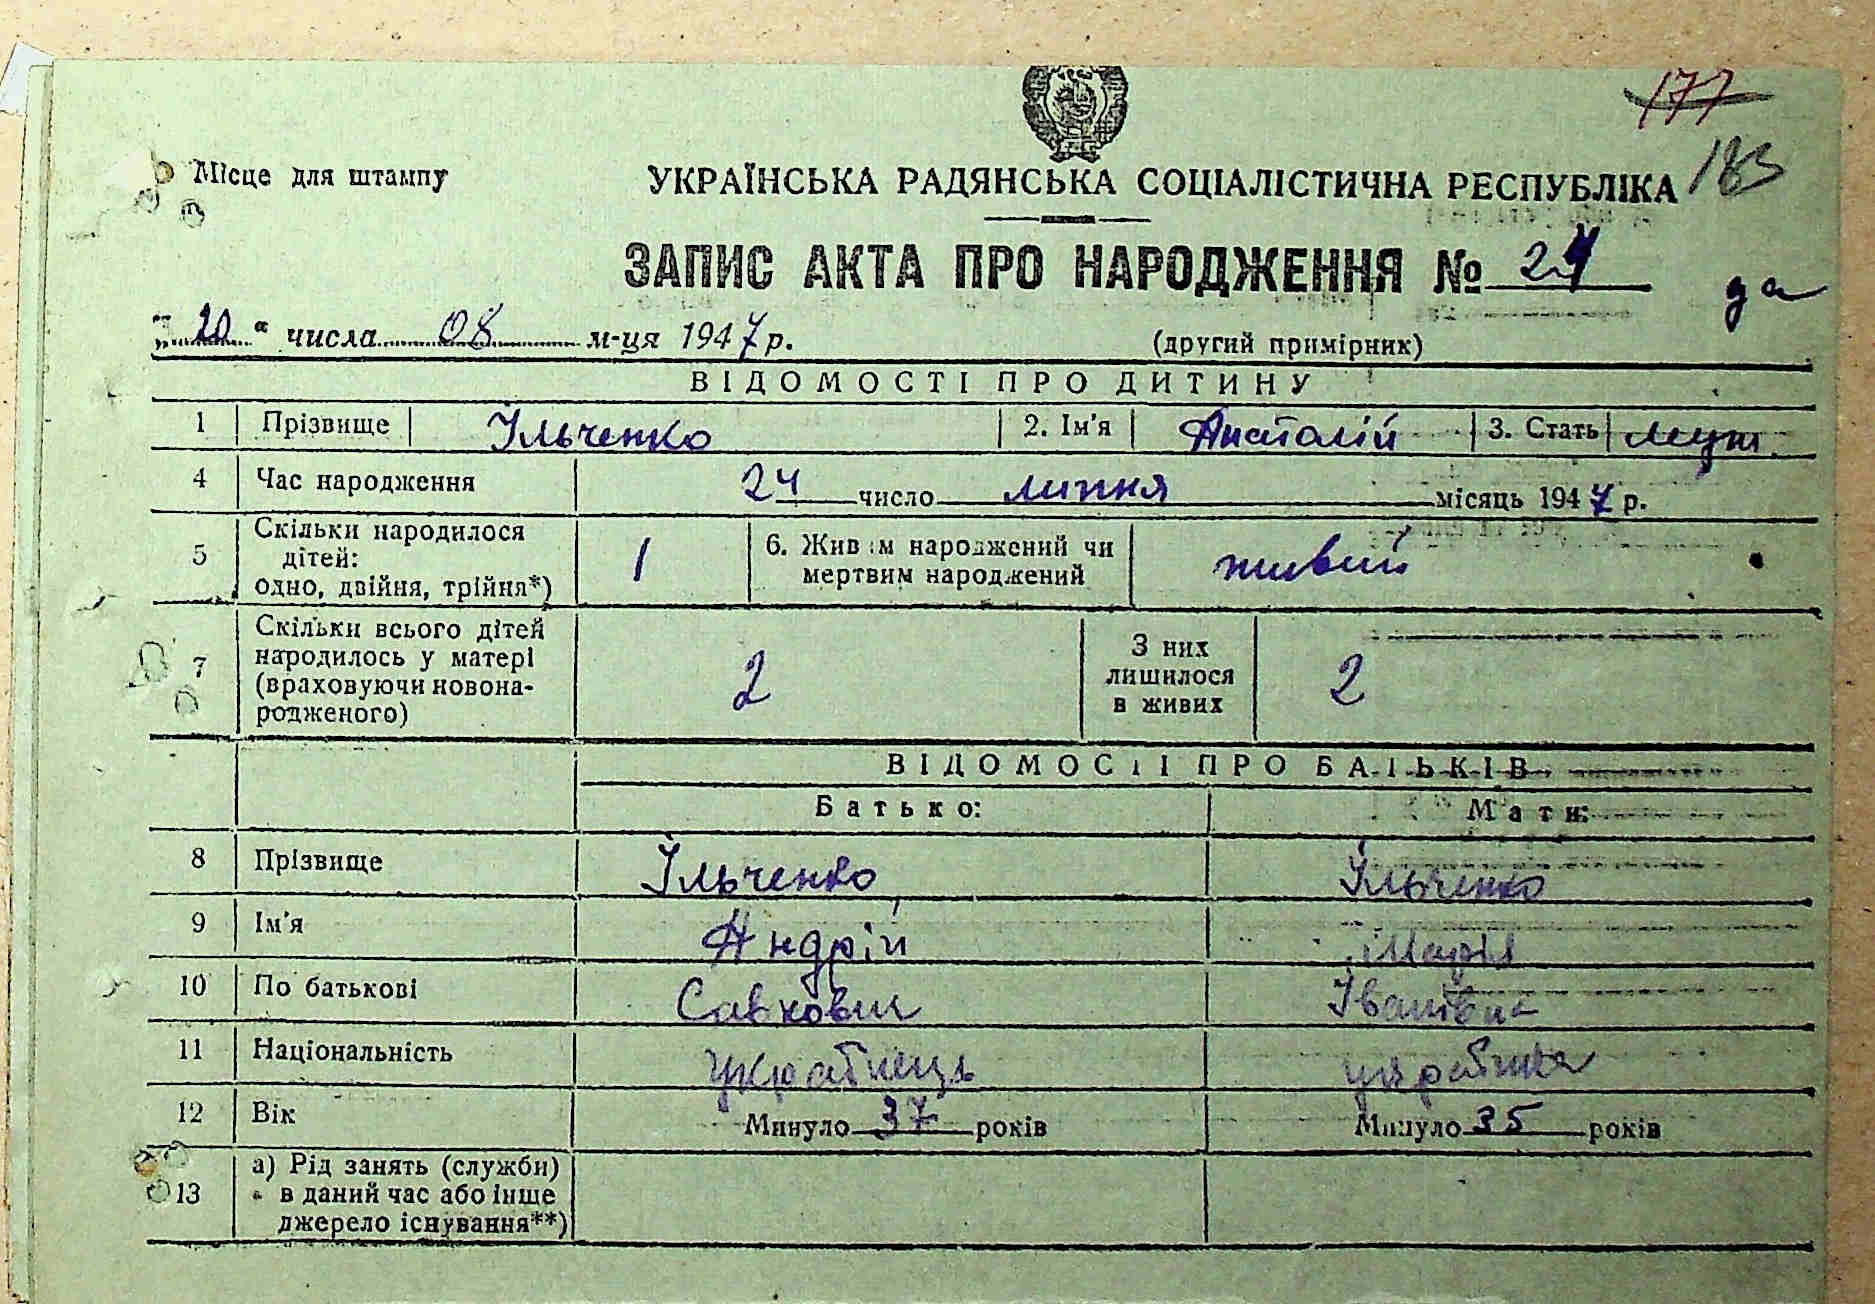 177
183
Місце для штампу
УКРАЇНСЬКА РАДЯНСЬКА СОЦІАЛІСТИЧНА РЕСПУБЛІКА
ЗАПИС АКТА ПРО НАРОДЖЕННЯ № 24
да
„20“ числа 08 м-ця 1947 р. (другий примірник)
ВІДОМОСТІ ПРО ДИТИНУ
1 Прізвище Ільченко 2. Ім'я Анатолій 3. Стать муж.
4 Час народження 24 число липня місяць 1947 р.
5 Скільки народилося дітей: одно, двійня, трійня*) 1 6. Живим народжений чи мертвим народжений живий
7 Скільки всього дітей народилось у матері (враховуючи новонародженого) 2 З них лишилося в живих 2
ВІДОМОСТІ ПРО БАТЬКІВ
Батько: Мати:
8 Прізвище Ільченко Ільченко
9 Ім'я Андрій Марія
10 По батькові Савкович Іванівна
11 Національність українець українка
12 Вік Минуло 37 років Минуло 35 років
13 а) Рід занять (служби) в даний час або інше джерело існування**)